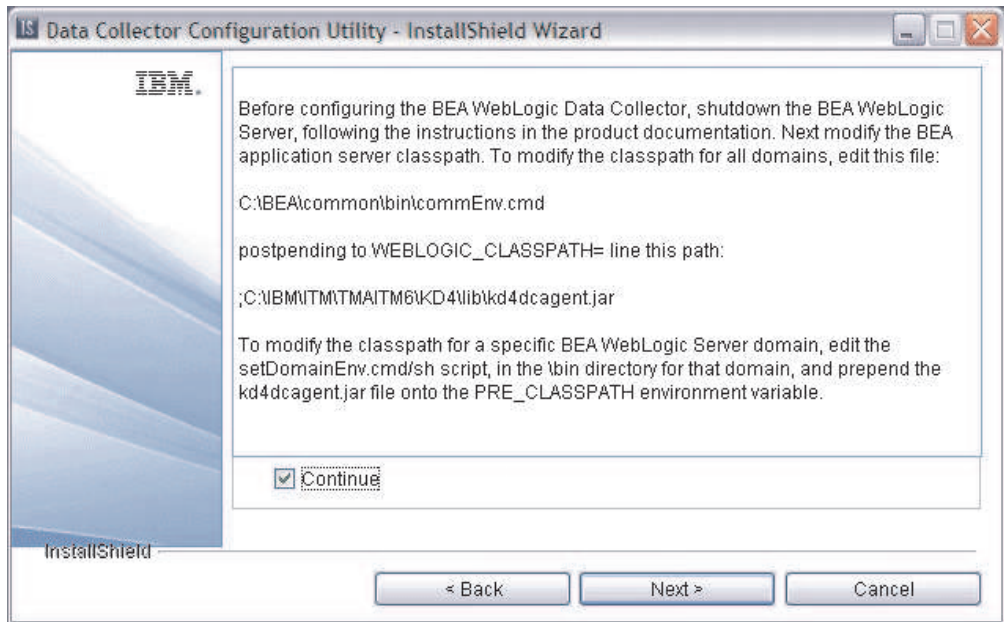 IS Data Collector Configuration Utility - InstallShield Wizard
IBM.
Before configuring the BEA WebLogic Data Collector, shutdown the BEA WebLogic
Server, following the instructions in the product documentation. Next modify the BEA
application server classpath. To modify the classpath for all domains, edit this file:
C:\BEA\common\bin\commEnv.cmd
postpending to WEBLOGIC_CLASSPATH= line this path:
;C:\IBM\ITM\TMAITM6\KD4\lib\kd4dcagent.jar
To modify the classpath for a specific BEA WebLogic Server domain, edit the
setDomainEnv.cmd/sh script, in the \bin directory for that domain, and prepend the
kd4dcagent.jar file onto the PRE_CLASSPATH environment variable.
Continue
InstallShield
< Back Next > Cancel